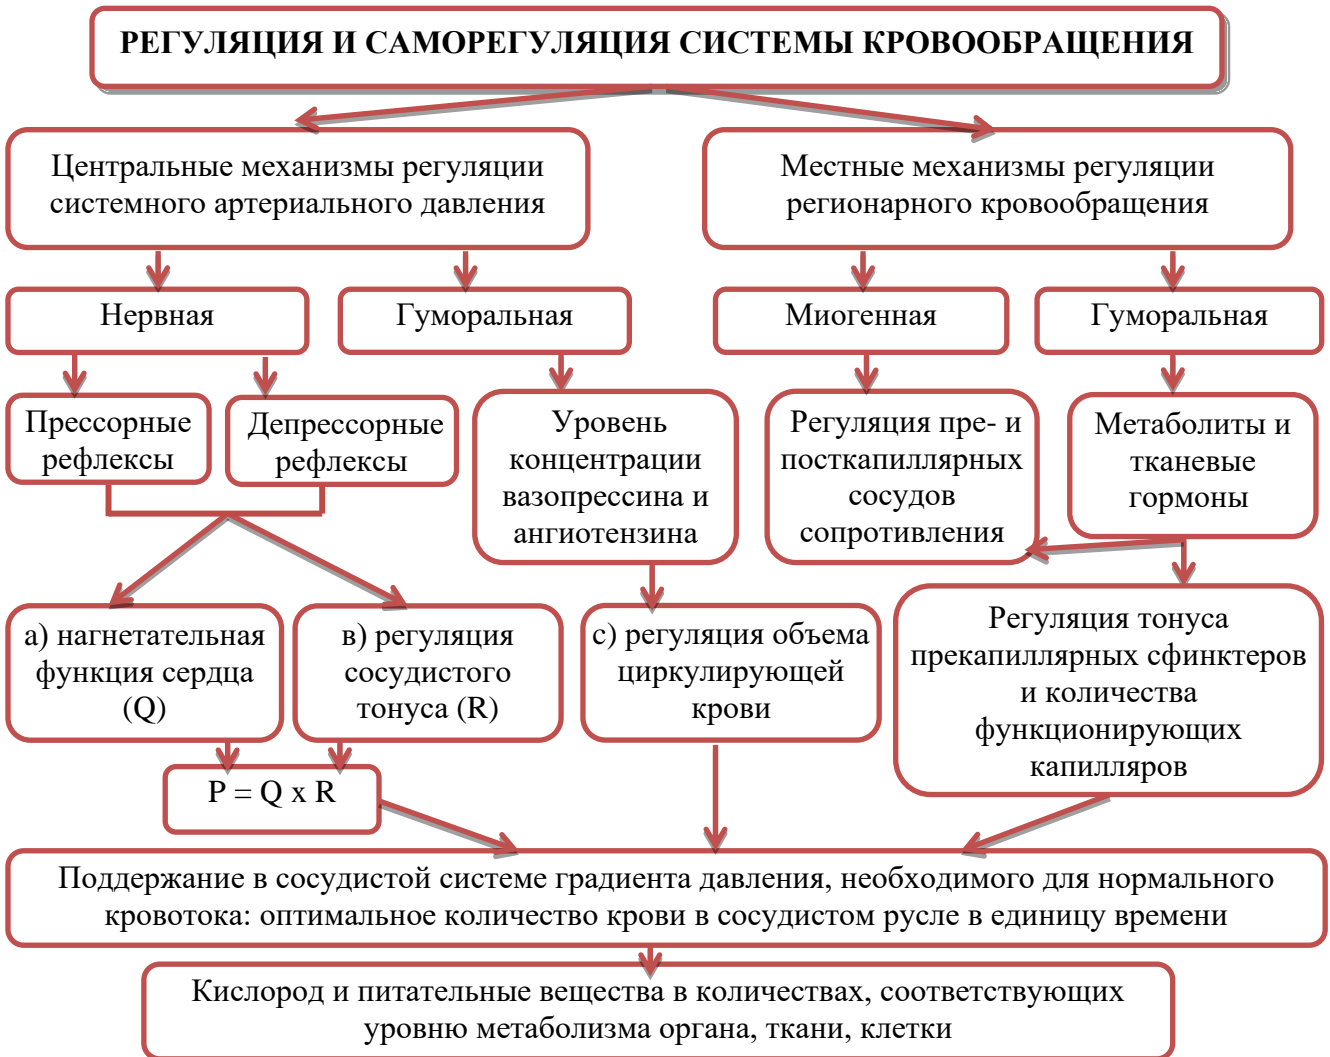 РЕГУЛЯЦИЯ И САМОРЕГУЛЯЦИЯ СИСТЕМЫ КРОВООБРАЩЕНИЯ
Центральные механизмы регуляции
системного артериального давления
Местные механизмы регуляции
регионарного кровообращения
Нервная
Гуморальная
Миогенная
Гуморальная
Прессорные
рефлексы
Депрессорные
рефлексы
Уровень
концентрации
вазопрессина и
ангиотензина
Регуляция пре- и
посткапиллярных
сосудов
сопротивления
Метаболиты и
тканевые
гормоны
а) нагнетательная
функция сердца
(Q)
в) регуляция
сосудистого
тонуса (R)
с) регуляция объема
циркулирующей
крови
Регуляция тонуса
прекапиллярных сфинктеров
и количества
функционирующих
капилляров
P = Q x R
Поддержание в сосудистой системе градиента давления, необходимого для нормального
кровотока: оптимальное количество крови в сосудистом русле в единицу времени
Кислород и питательные вещества в количествах, соответствующих
уровню метаболизма органа, ткани, клетки